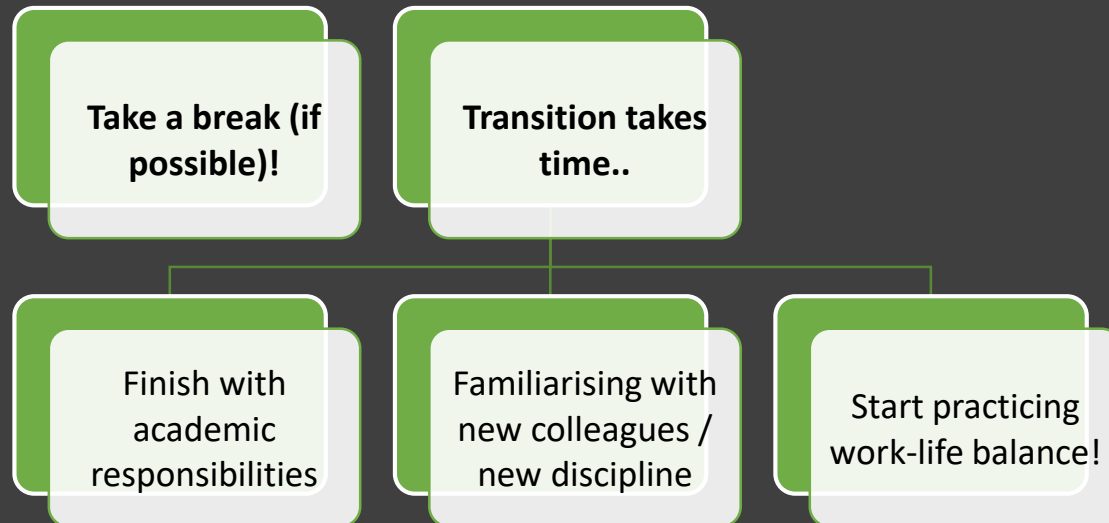 Take a break (if
possible)!
Transition takes
time..
Finish with
academic
responsibilities
Familiarising with
new colleagues /
new discipline
Start practicing
work-life balance!